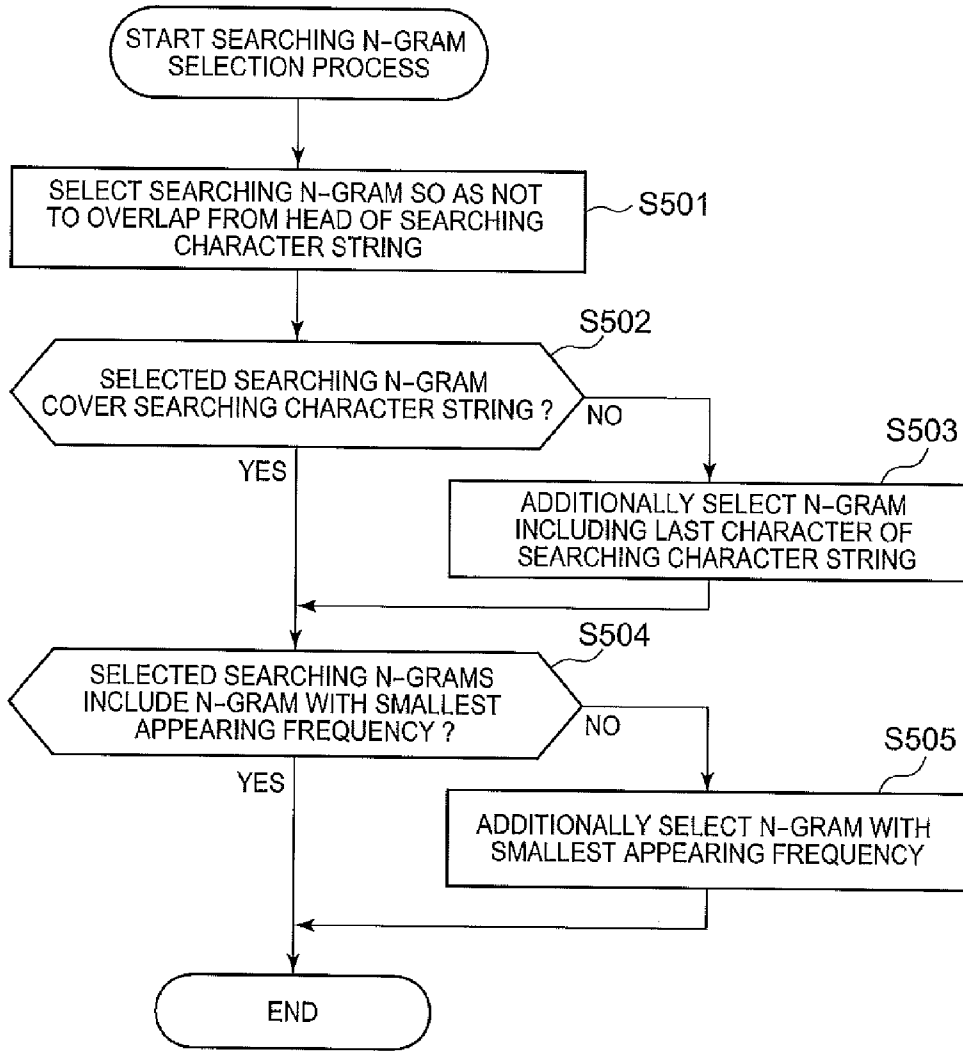 START SEARCHING N-GRAM
SELECTION PROCESS
SELECT SEARCHING N-GRAM SO AS NOT
TO OVERLAP FROM HEAD OF SEARCHING
CHARACTER STRING
S501
S502
SELECTED SEARCHING N-GRAM
COVER SEARCHING CHARACTER STRING ?
NO
YES
S503
ADDITIONALLY SELECT N-GRAM
INCLUDING LAST CHARACTER OF
SEARCHING CHARACTER STRING
S504
SELECTED SEARCHING N-GRAMS
INCLUDE N-GRAM WITH SMALLEST
APPEARING FREQUENCY ?
NO
YES
S505
ADDITIONALLY SELECT N-GRAM WITH
SMALLEST APPEARING FREQUENCY
END